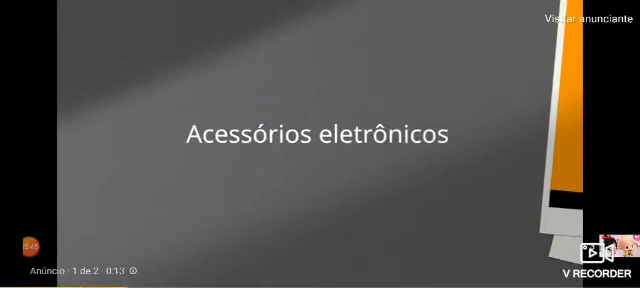 Visitar anunciante
Acessórios eletrônicos
Anúncio · 1 de 2 · 0:13
V RECORDER